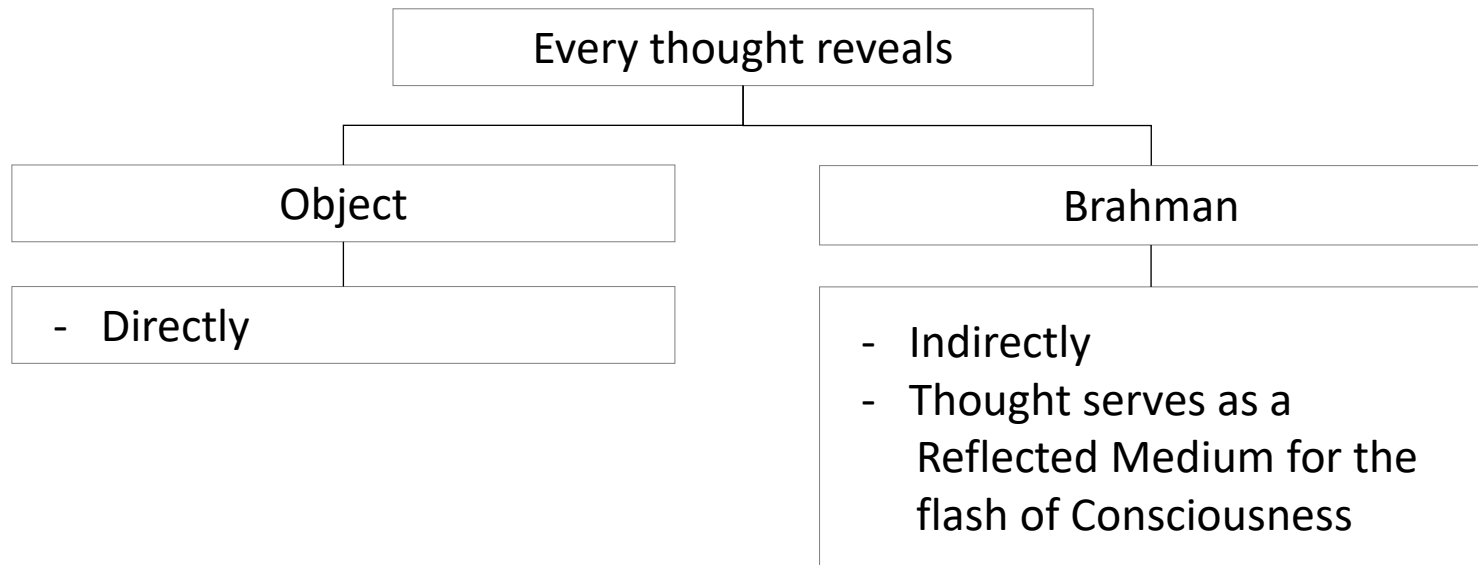 Every thought reveals
Object
Brahman
- Directly
- Indirectly
- Thought serves as a
Reflected Medium for the
flash of Consciousness